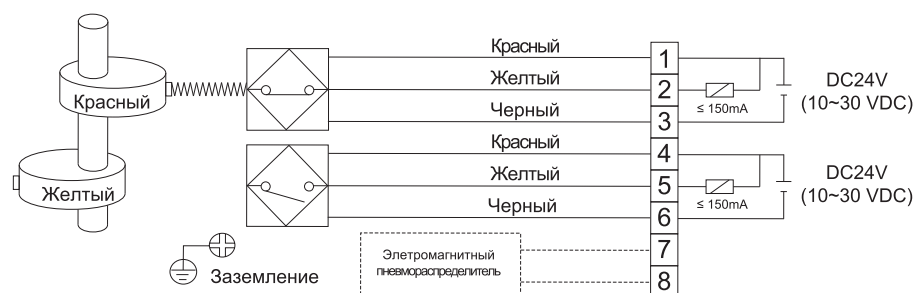 Красный
Желтый
Красный
Желтый
Черный
Красный
Желтый
Черный
1
2
3
4
5
6
7
8
≤ 150mA
DC24V
(10~30 VDC)
≤ 150mA
DC24V
(10~30 VDC)
Заземление
Элетромагнитный
пневмораспределитель